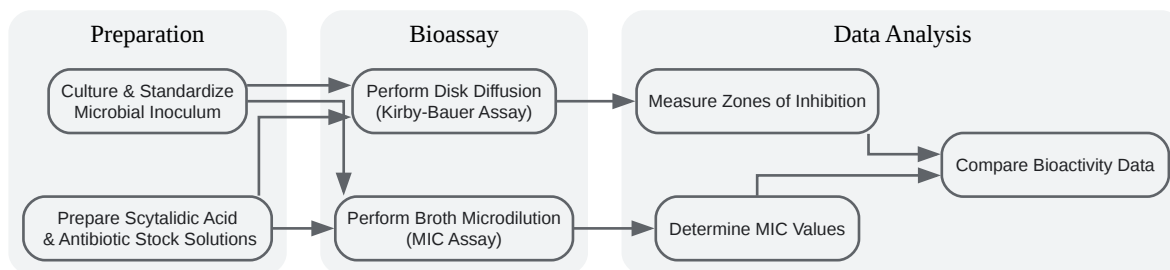 Preparation
Culture & Standardize
Microbial Inoculum
Prepare Scytalidic Acid
& Antibiotic Stock Solutions
Bioassay
Perform Disk Diffusion
(Kirby-Bauer Assay)
Perform Broth Microdilution
(MIC Assay)
Data Analysis
Measure Zones of Inhibition
Determine MIC Values
Compare Bioactivity Data